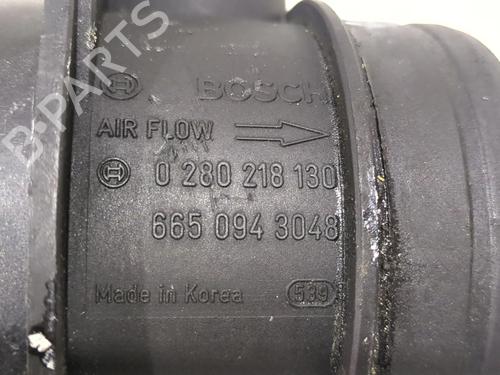 BOSCH
AIR FLOW
0 280 218 130
665 094 3048
Made in Korea 539
B-PARTS